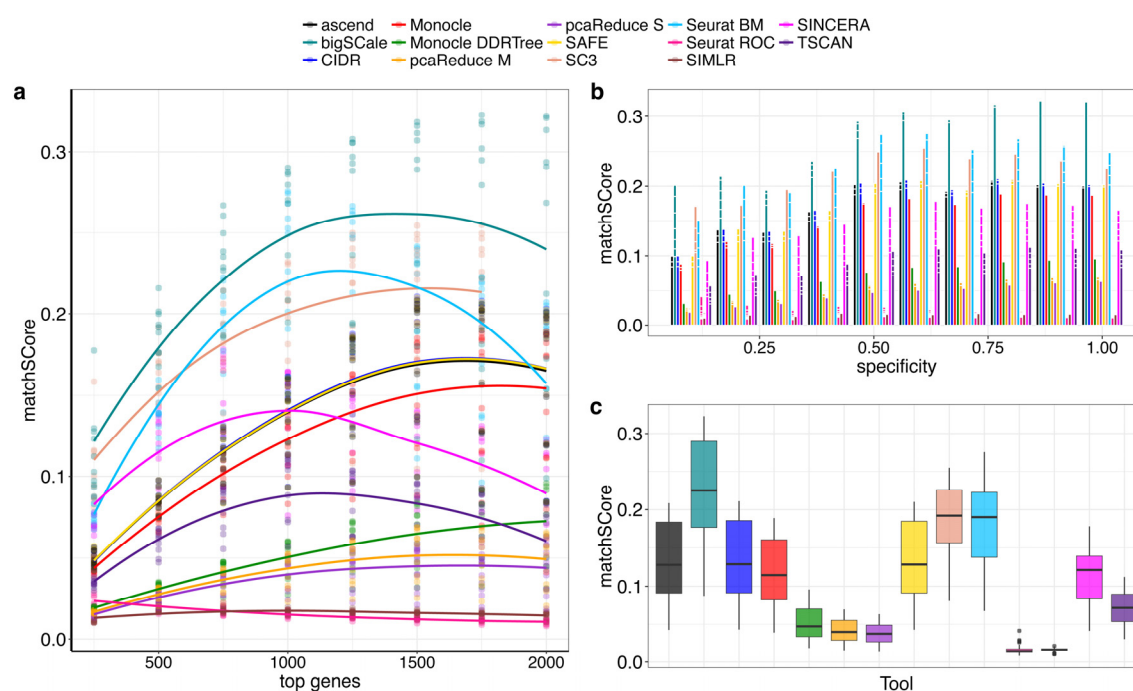 ascend Monocle pcaReduce S Seurat BM SINCERA
bigSCale Monocle DDRTree SAFE Seurat ROC TSCAN
CIDR pcaReduce M SC3 SIMLR
a
matchSCore
0.3
0.2
0.1
0.0
500 1000 1500 2000
top genes
b
matchSCore
0.3
0.2
0.1
0.0
0.25 0.50 0.75 1.00
specificity
c
matchSCore
0.3
0.2
0.1
0.0
Tool